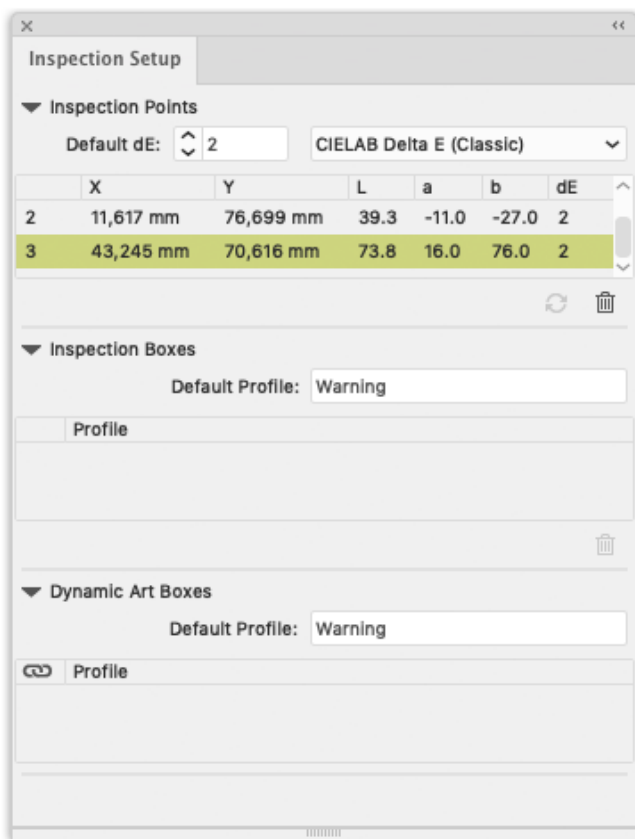 Inspection Setup
Inspection Points
Default dE: 2 CIELAB Delta E (Classic)
X Y L a b dE
2 11,617 mm 76,699 mm 39.3 -11.0 -27.0 2
3 43,245 mm 70,616 mm 73.8 16.0 76.0 2
Inspection Boxes
Default Profile: Warning
Profile
Dynamic Art Boxes
Default Profile: Warning
Profile